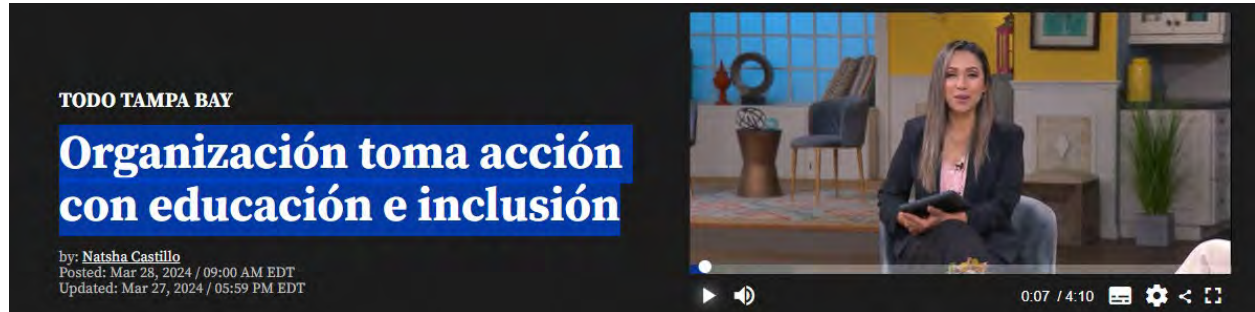 TODO TAMPA BAY
Organización toma acción
con educación e inclusión
by: Natsha Castillo
Posted: Mar 28, 2024 / 09:00 AM EDT
Updated: Mar 27, 2024 / 05:59 PM EDT
0:07 / 4:10